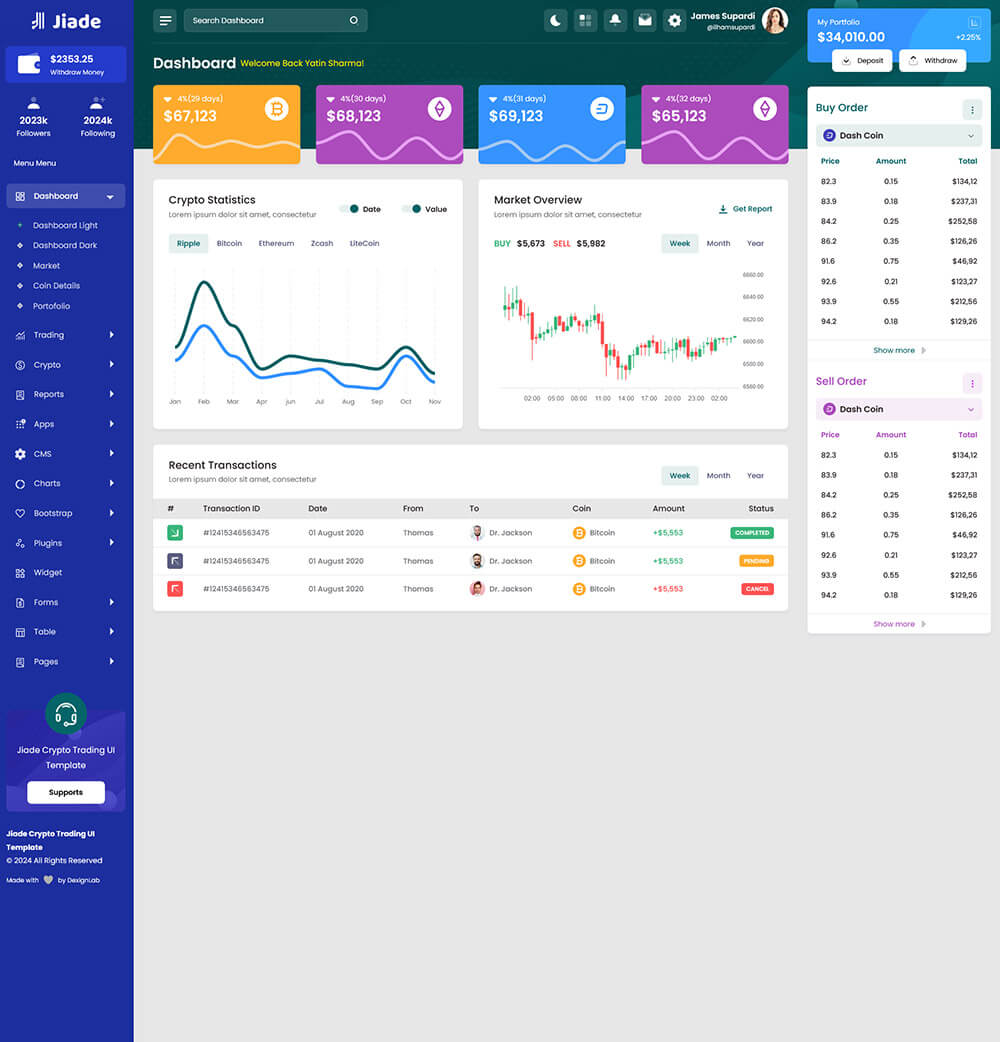 Jiade
$2353.25
Withdraw Money
2023k
Followers
2024k
Following
Menu Menu
Dashboard
Dashboard Light
Dashboard Dark
Market
Coin Details
Portofolio
Trading
Crypto
Reports
Apps
CMS
Charts
Bootstrap
Plugins
Widget
Forms
Table
Pages
Jiade Crypto Trading UI
Template
Supports
Jiade Crypto Trading UI
Template
© 2024 All Rights Reserved
Made with by DexignLab
Search Dashboard
James Supardi
@ilhamsupardi
Dashboard Welcome Back Yatin Sharma!
4%(29 days)
$67,123
4%(30 days)
$68,123
4%(31 days)
$69,123
4%(32 days)
$65,123
Crypto Statistics
Lorem ipsum dolor sit amet, consectetur
Date Value
Ripple Bitcoin Ethereum Zcash LiteCoin
Jan Feb Mar Apr jun Jul Aug Sep Oct Nov
Market Overview
Lorem ipsum dolor sit amet, consectetur
Get Report
BUY $5,673 SELL $5,982
Week Month Year
6660.00
6640.00
6620.00
6600.00
6580.00
6560.00
02:00 05:00 08:00 11:00 14:00 17:00 20:00 23:00 02:00
Recent Transactions
Lorem ipsum dolor sit amet, consectetur
Week Month Year
# Transaction ID Date From To Coin Amount Status
#12415346563475 01 August 2020 Thomas Dr. Jackson Bitcoin +$5,553 COMPLETED
#12415346563475 01 August 2020 Thomas Dr. Jackson Bitcoin +$5,553 PENDING
#12415346563475 01 August 2020 Thomas Dr. Jackson Bitcoin +$5,553 CANCEL
My Portfolio
$34,010.00
+2.25%
Deposit Withdraw
Buy Order
Dash Coin
Price Amount Total
82.3 0.15 $134,12
83.9 0.18 $237,31
84.2 0.25 $252,58
86.2 0.35 $126,26
91.6 0.75 $46,92
92.6 0.21 $123,27
93.9 0.55 $212,56
94.2 0.18 $129,26
Show more
Sell Order
Dash Coin
Price Amount Total
82.3 0.15 $134,12
83.9 0.18 $237,31
84.2 0.25 $252,58
86.2 0.35 $126,26
91.6 0.75 $46,92
92.6 0.21 $123,27
93.9 0.55 $212,56
94.2 0.18 $129,26
Show more